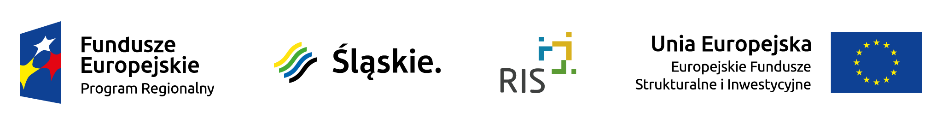 Fundusze
Europejskie
Program Regionalny
Śląskie.
RIS
Unia Europejska
Europejskie Fundusze
Strukturalne i Inwestycyjne